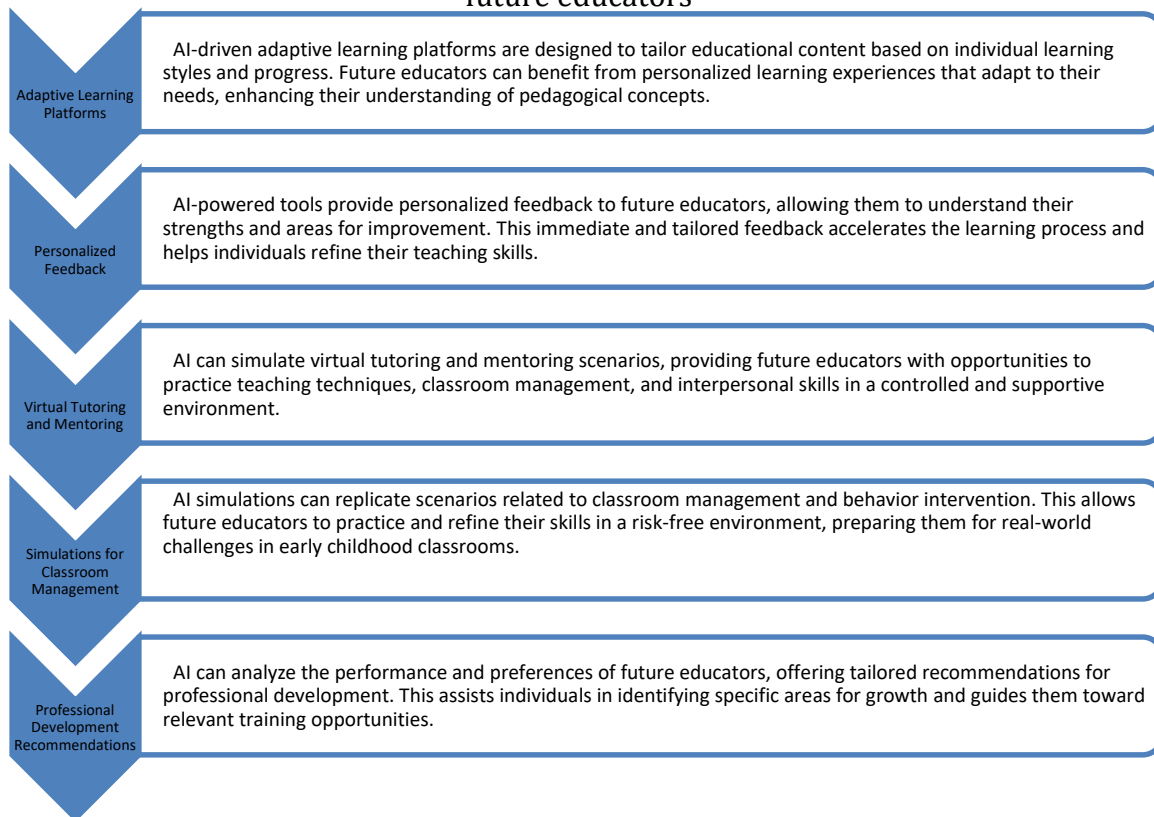 future educators
AI-driven adaptive learning platforms are designed to tailor educational content based on individual learning
styles and progress. Future educators can benefit from personalized learning experiences that adapt to their
needs, enhancing their understanding of pedagogical concepts.
Adaptive Learning
Platforms
AI-powered tools provide personalized feedback to future educators, allowing them to understand their
strengths and areas for improvement. This immediate and tailored feedback accelerates the learning process and
helps individuals refine their teaching skills.
Personalized
Feedback
AI can simulate virtual tutoring and mentoring scenarios, providing future educators with opportunities to
practice teaching techniques, classroom management, and interpersonal skills in a controlled and supportive
environment.
Virtual Tutoring
and Mentoring
AI simulations can replicate scenarios related to classroom management and behavior intervention. This allows
future educators to practice and refine their skills in a risk-free environment, preparing them for real-world
challenges in early childhood classrooms.
Simulations for
Classroom
Management
AI can analyze the performance and preferences of future educators, offering tailored recommendations for
professional development. This assists individuals in identifying specific areas for growth and guides them toward
relevant training opportunities.
Professional
Development
Recommendations